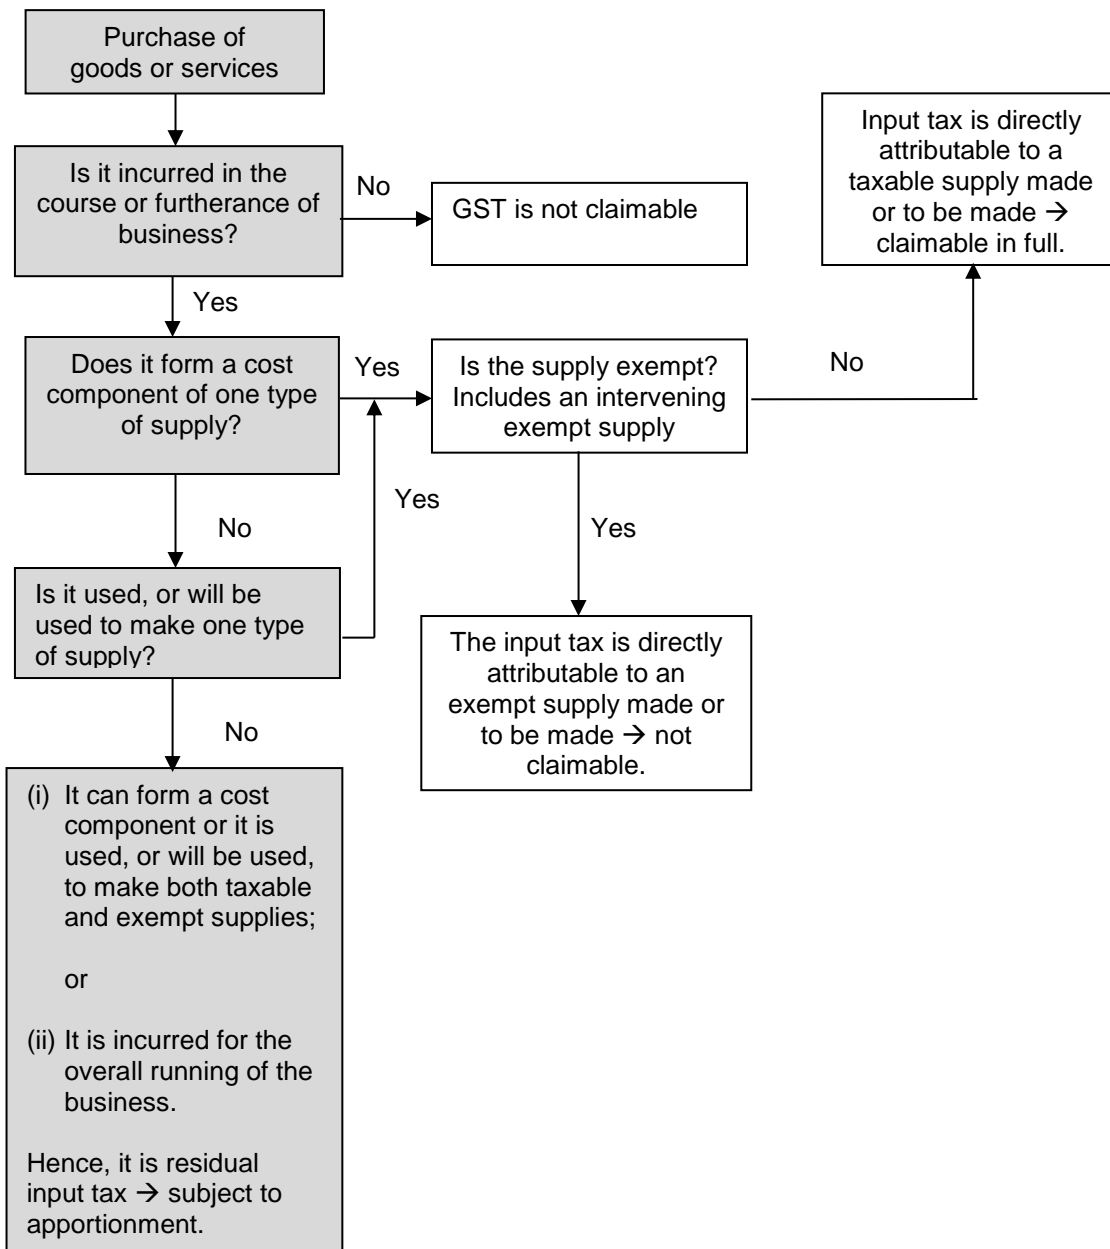 Purchase of
goods or services
Is it incurred in the
course or furtherance of
business?
No
GST is not claimable
Input tax is directly
attributable to a
taxable supply made
or to be made →
claimable in full.
Yes
Does it form a cost
component of one type
of supply?
Yes
Is the supply exempt?
Includes an intervening
exempt supply
No
Yes
No
Yes
Is it used, or will be
used to make one type
of supply?
The input tax is directly
attributable to an
exempt supply made or
to be made → not
claimable.
No
(i) It can form a cost
component or it is
used, or will be used,
to make both taxable
and exempt supplies;
or
(ii) It is incurred for the
overall running of the
business.
Hence, it is residual
input tax → subject to
apportionment.